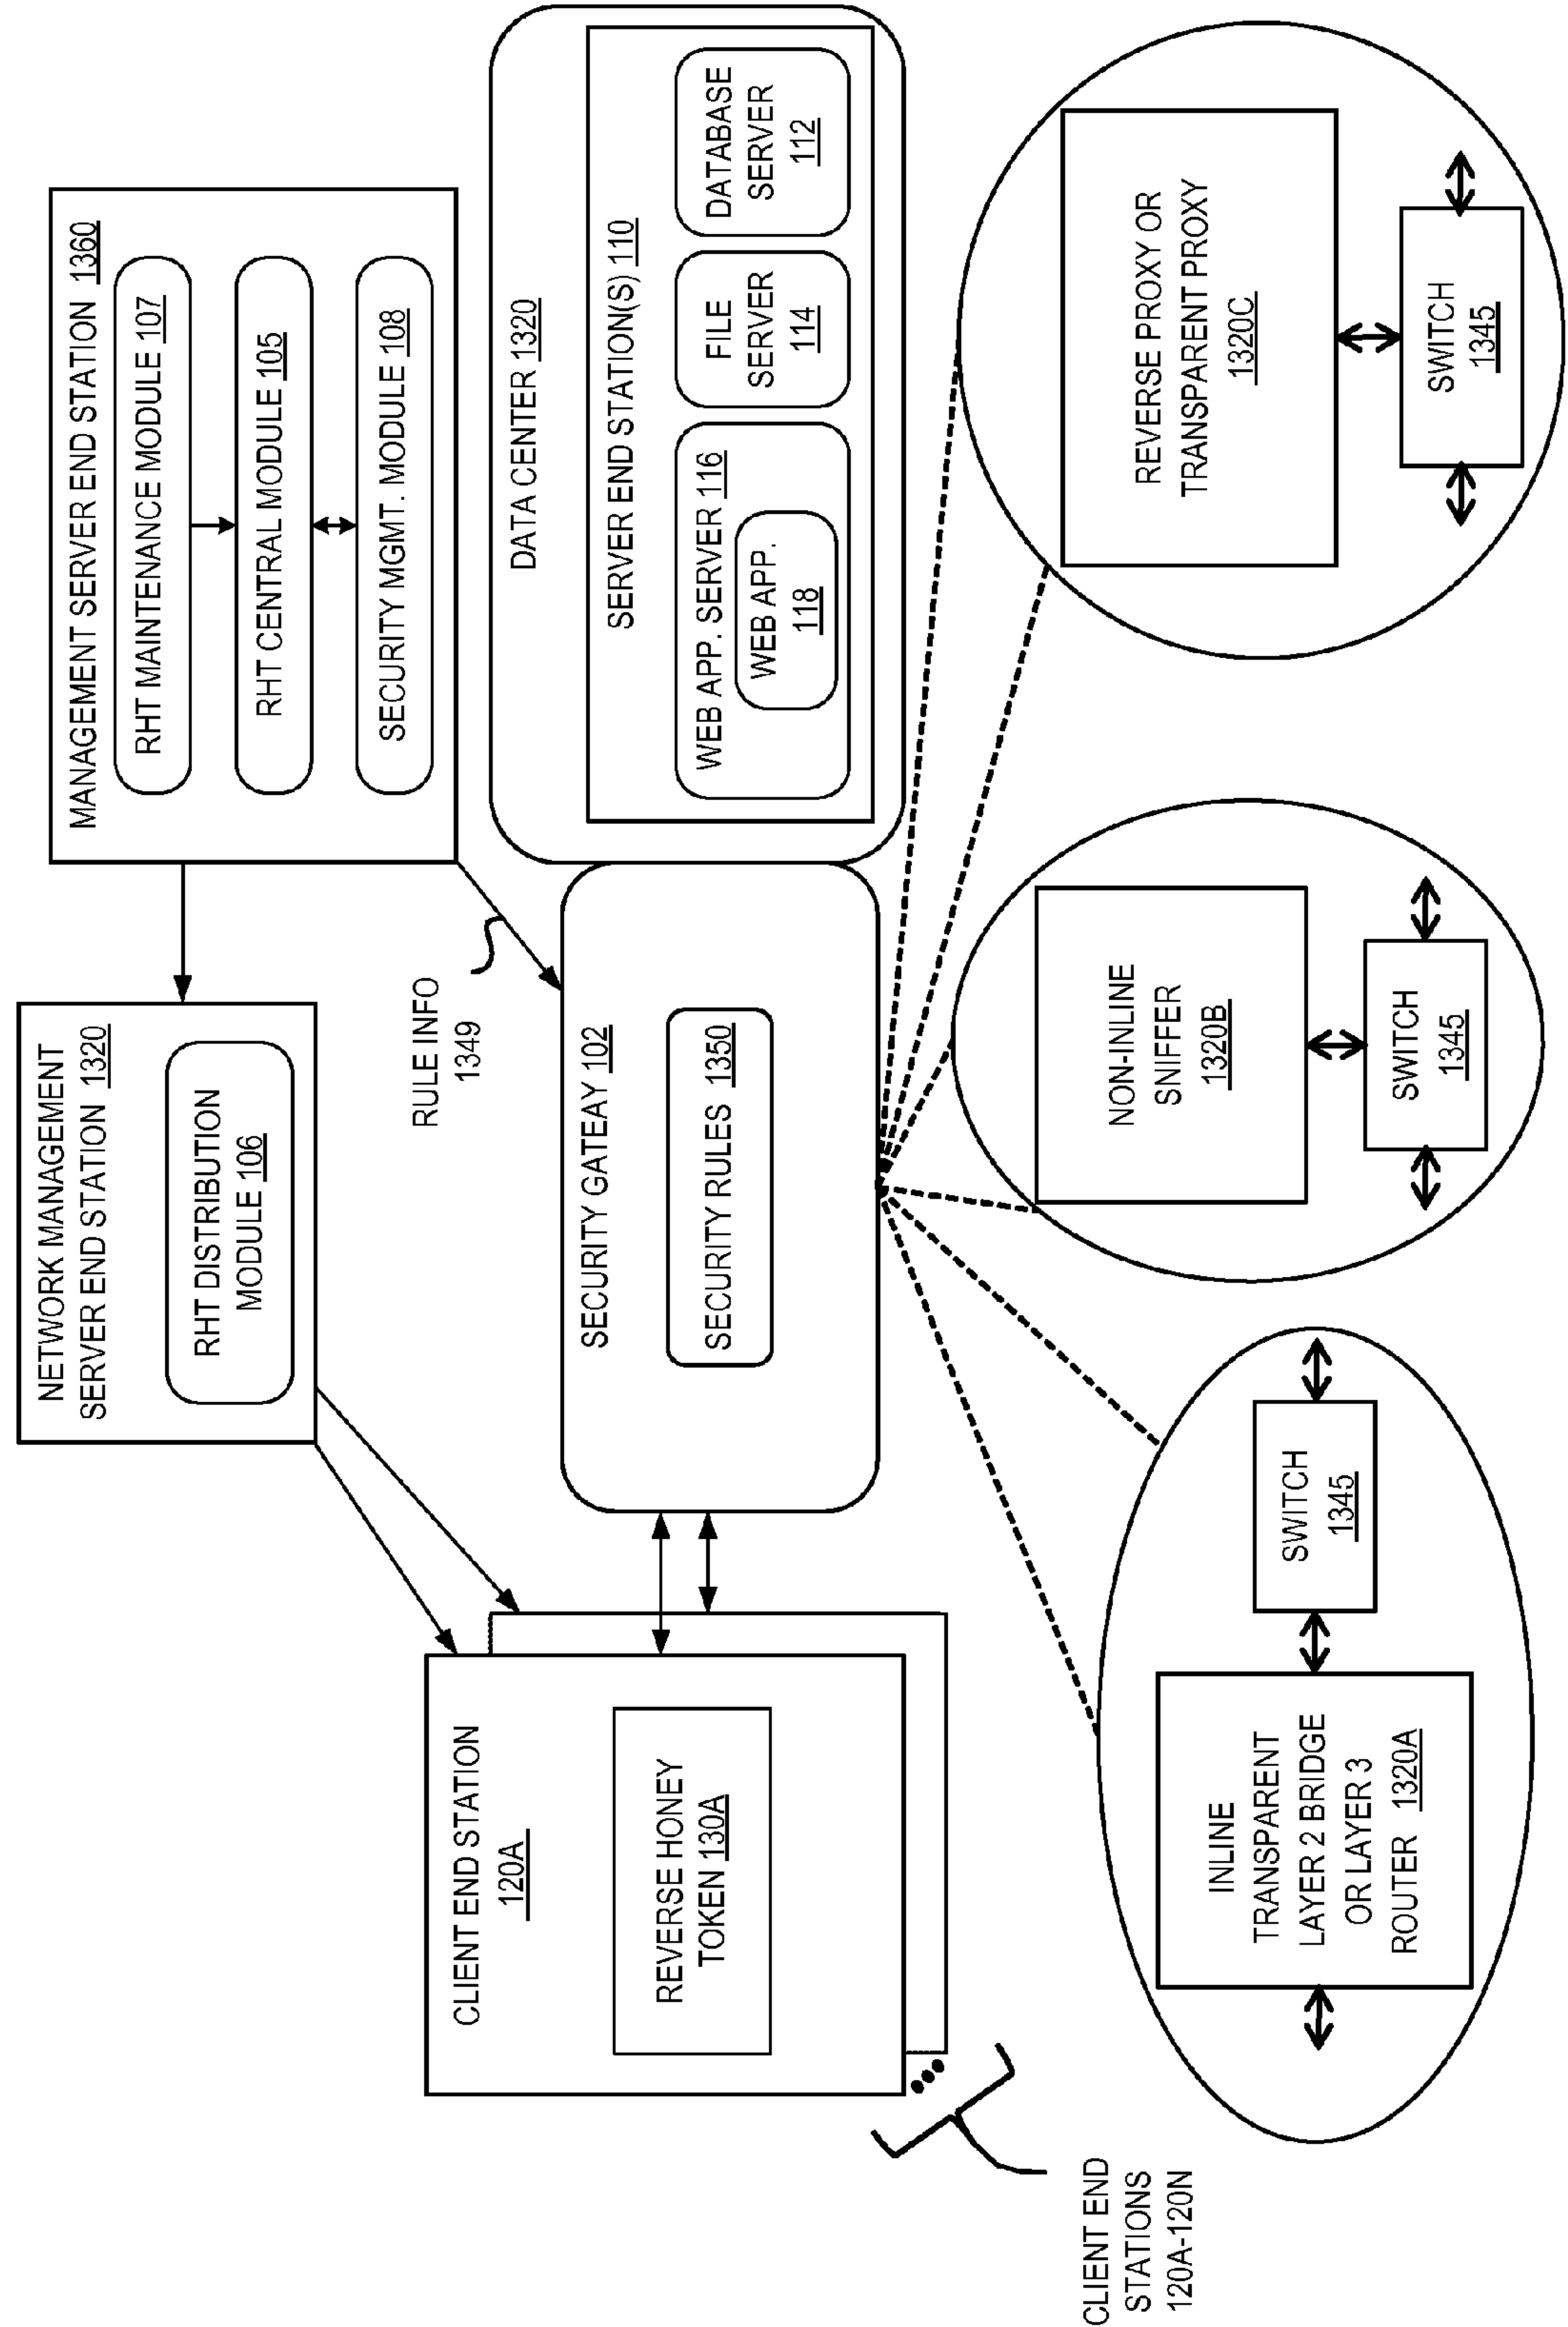 NETWORK MANAGEMENT
SERVER END STATION 1320
RHT DISTRIBUTION
MODULE 106
MANAGEMENT SERVER END STATION 1360
RHT MAINTENANCE MODULE 107
RHT CENTRAL MODULE 105
SECURITY MGMT. MODULE 108
RULE INFO
1349
CLIENT END STATION
120A
REVERSE HONEY
TOKEN 130A
SECURITY GATEAY 102
SECURITY RULES 1350
DATA CENTER 1320
SERVER END STATION(S) 110
WEB APP. SERVER 116
WEB APP.
118
FILE
SERVER
114
DATABASE
SERVER
112
CLIENT END
STATIONS
120A-120N
INLINE
TRANSPARENT
LAYER 2 BRIDGE
OR LAYER 3
ROUTER 1320A
SWITCH
1345
NON-INLINE
SNIFFER
1320B
SWITCH
1345
REVERSE PROXY OR
TRANSPARENT PROXY
1320C
SWITCH
1345